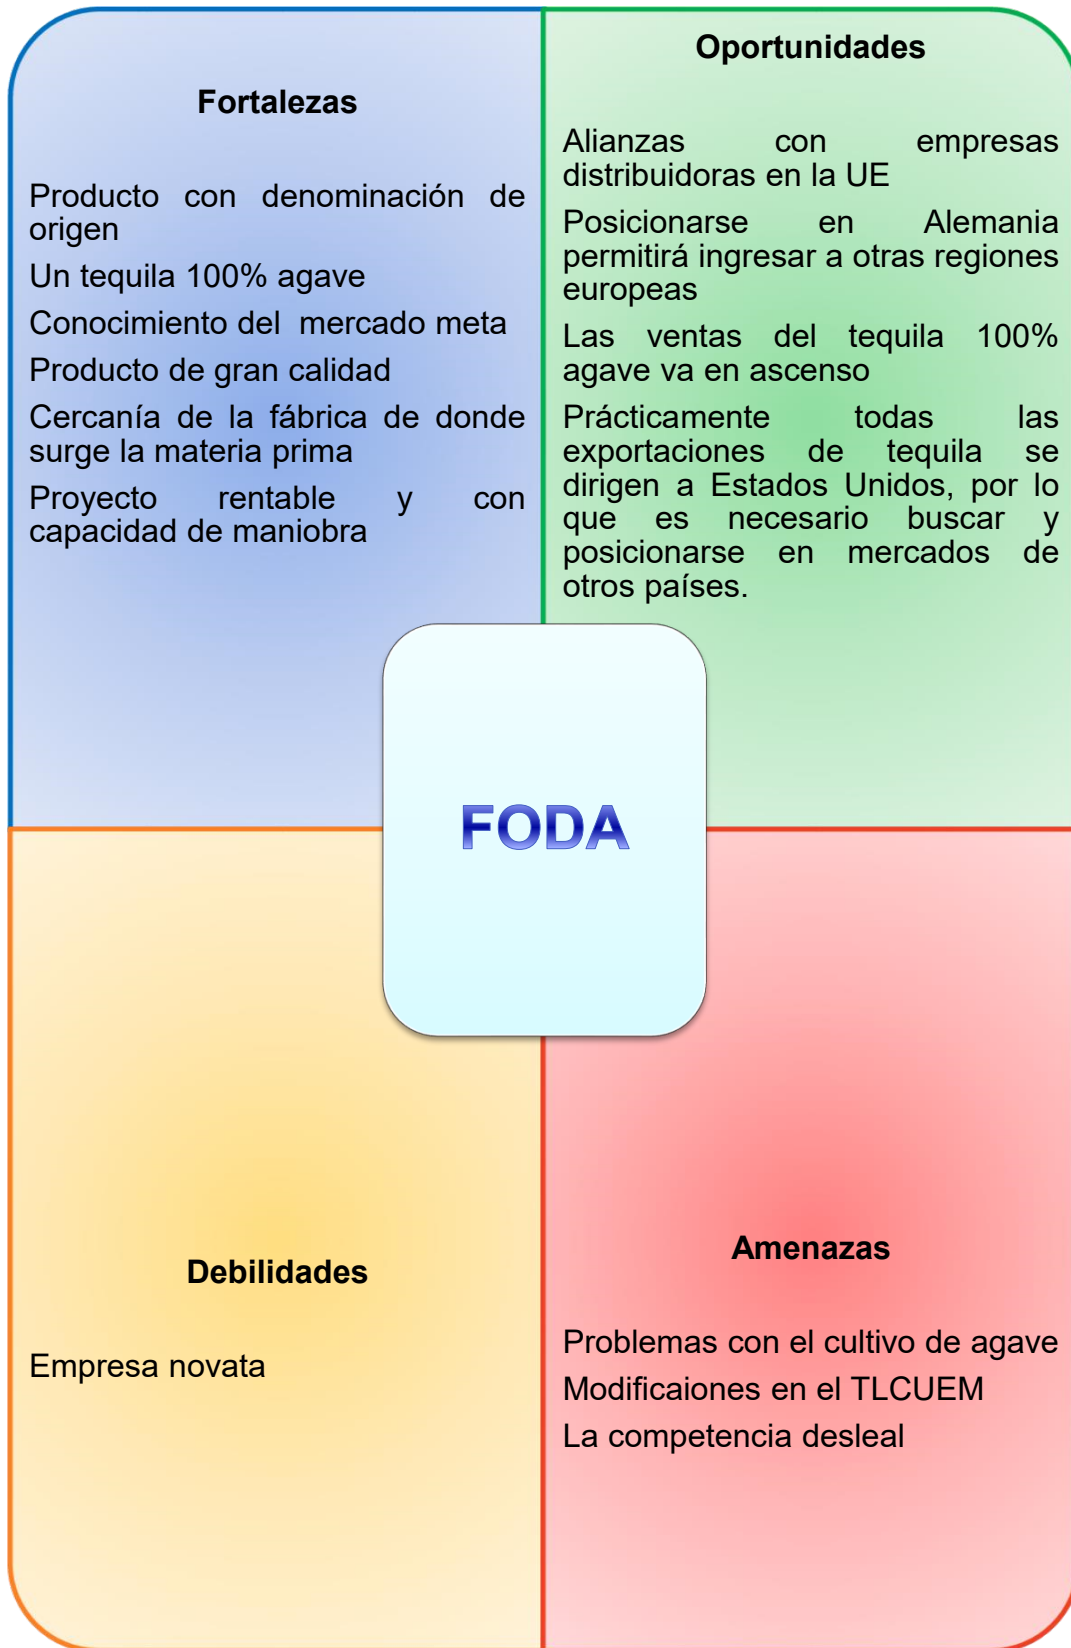 Fortalezas
Producto con denominación de
origen
Un tequila 100% agave
Conocimiento del mercado meta
Producto de gran calidad
Cercanía de la fábrica de donde
surge la materia prima
Proyecto rentable y con
capacidad de maniobra
Oportunidades
Alianzas con empresas
distribuidoras en la UE
Posicionarse en Alemania
permitirá ingresar a otras regiones
europeas
Las ventas del tequila 100%
agave va en ascenso
Prácticamente todas las
exportaciones de tequila se
dirigen a Estados Unidos, por lo
que es necesario buscar y
posicionarse en mercados de
otros países.
FODA
Debilidades
Empresa novata
Amenazas
Problemas con el cultivo de agave
Modificaiones en el TLCUEM
La competencia desleal